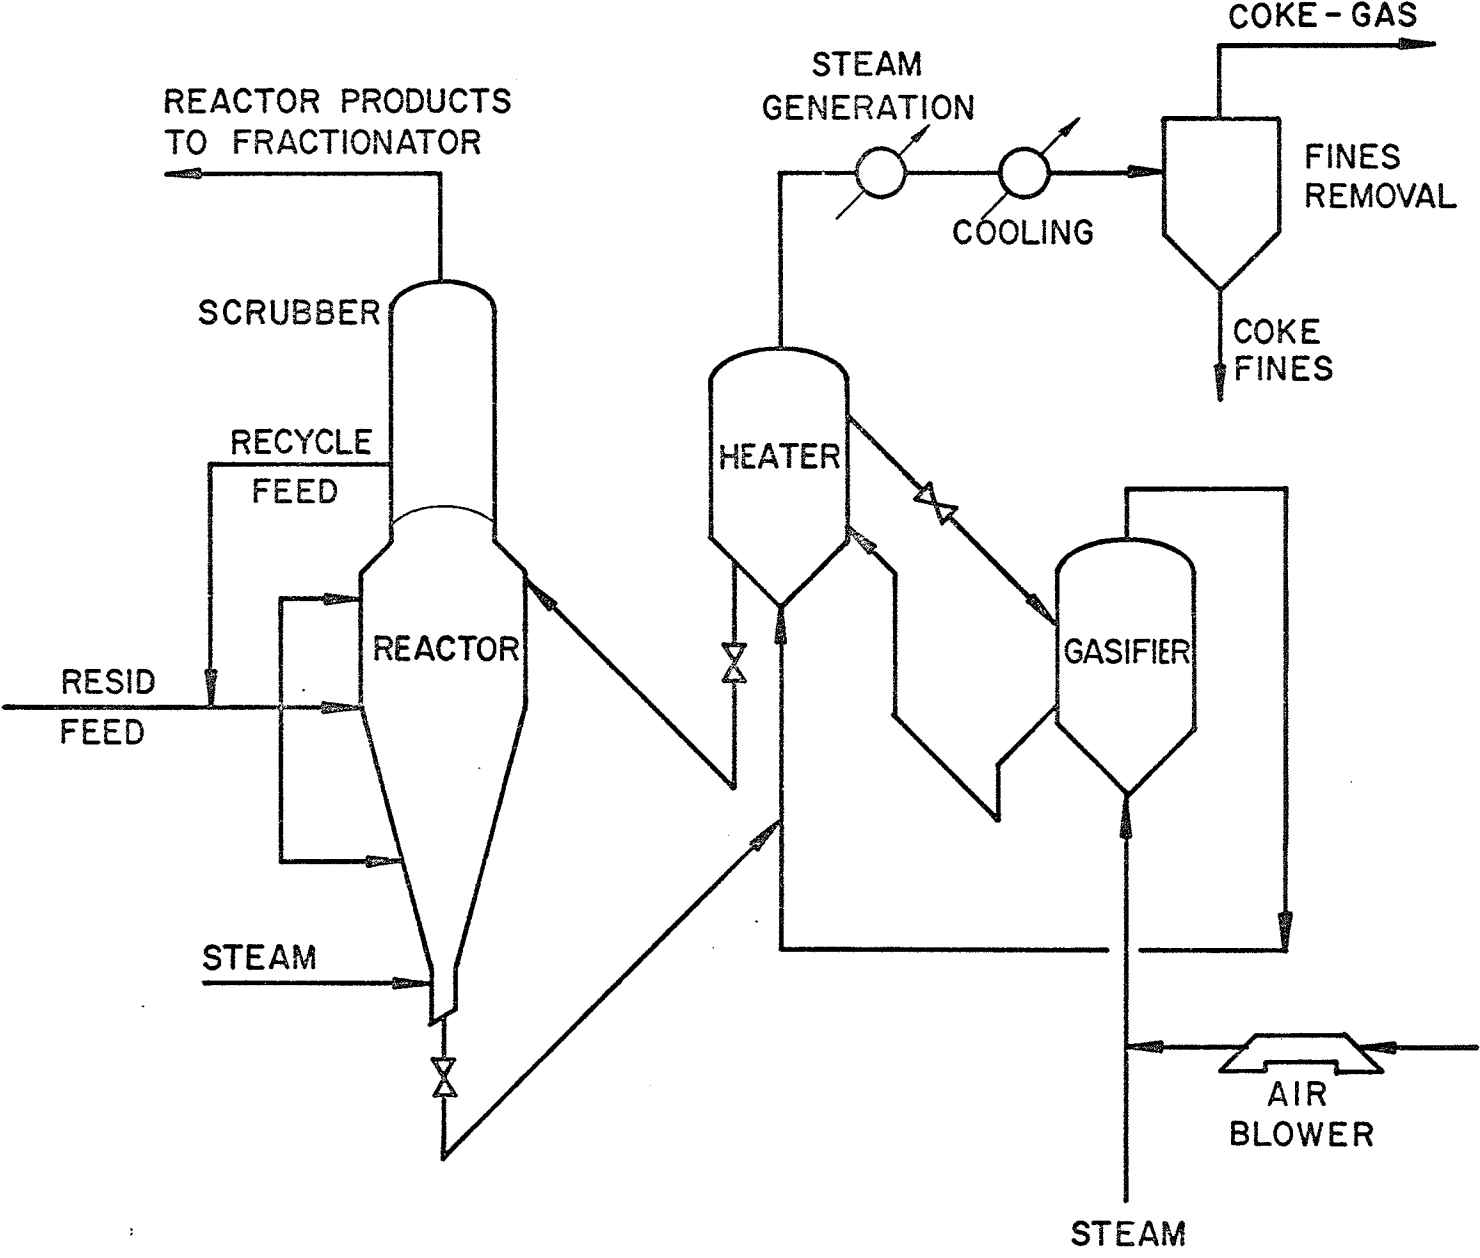 COKE-GAS
STEAM
GENERATION
REACTOR PRODUCTS
TO FRACTIONATOR
FINES
REMOVAL
COOLING
SCRUBBER
COKE
FINES
RECYCLE
FEED
HEATER
REACTOR
GASIFIER
RESID
FEED
STEAM
AIR
BLOWER
STEAM